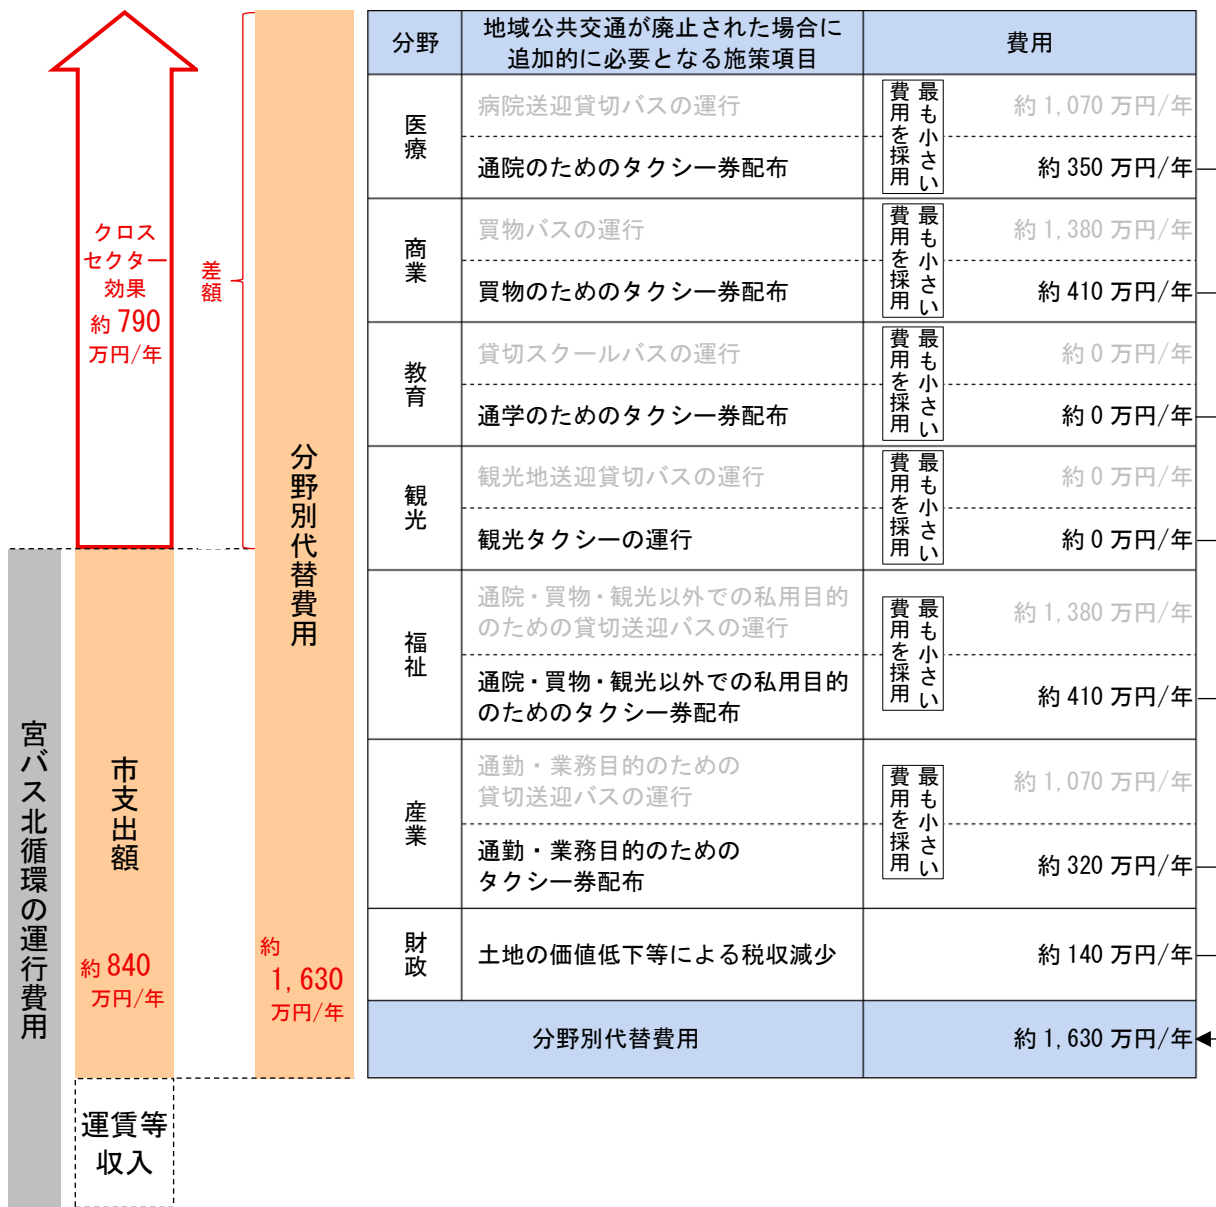 クロス
セクター
効果
約 790
万円/年
差額
分野別代替費用
約
1,630
万円/年
宮バス北循環の運行費用
市支出額
約 840
万円/年
運賃等
収入
分野
地域公共交通が廃止された場合に
追加的に必要となる施策項目
費用
医療
病院送迎貸切バスの運行
最も小さい
費用を採用
約 1,070 万円/年
通院のためのタクシー券配布
約 350 万円/年
商業
買物バスの運行
最も小さい
費用を採用
約 1,380 万円/年
買物のためのタクシー券配布
約 410 万円/年
教育
貸切スクールバスの運行
最も小さい
費用を採用
約 0 万円/年
通学のためのタクシー券配布
約 0 万円/年
観光
観光地送迎貸切バスの運行
最も小さい
費用を採用
約 0 万円/年
観光タクシーの運行
約 0 万円/年
福祉
通院・買物・観光以外での私用目的
のための貸切送迎バスの運行
最も小さい
費用を採用
約 1,380 万円/年
通院・買物・観光以外での私用目的
のためのタクシー券配布
約 410 万円/年
産業
通勤・業務目的のための
貸切送迎バスの運行
最も小さい
費用を採用
約 1,070 万円/年
通勤・業務目的のための
タクシー券配布
約 320 万円/年
財政
土地の価値低下等による税収減少
約 140 万円/年
分野別代替費用
約 1,630 万円/年